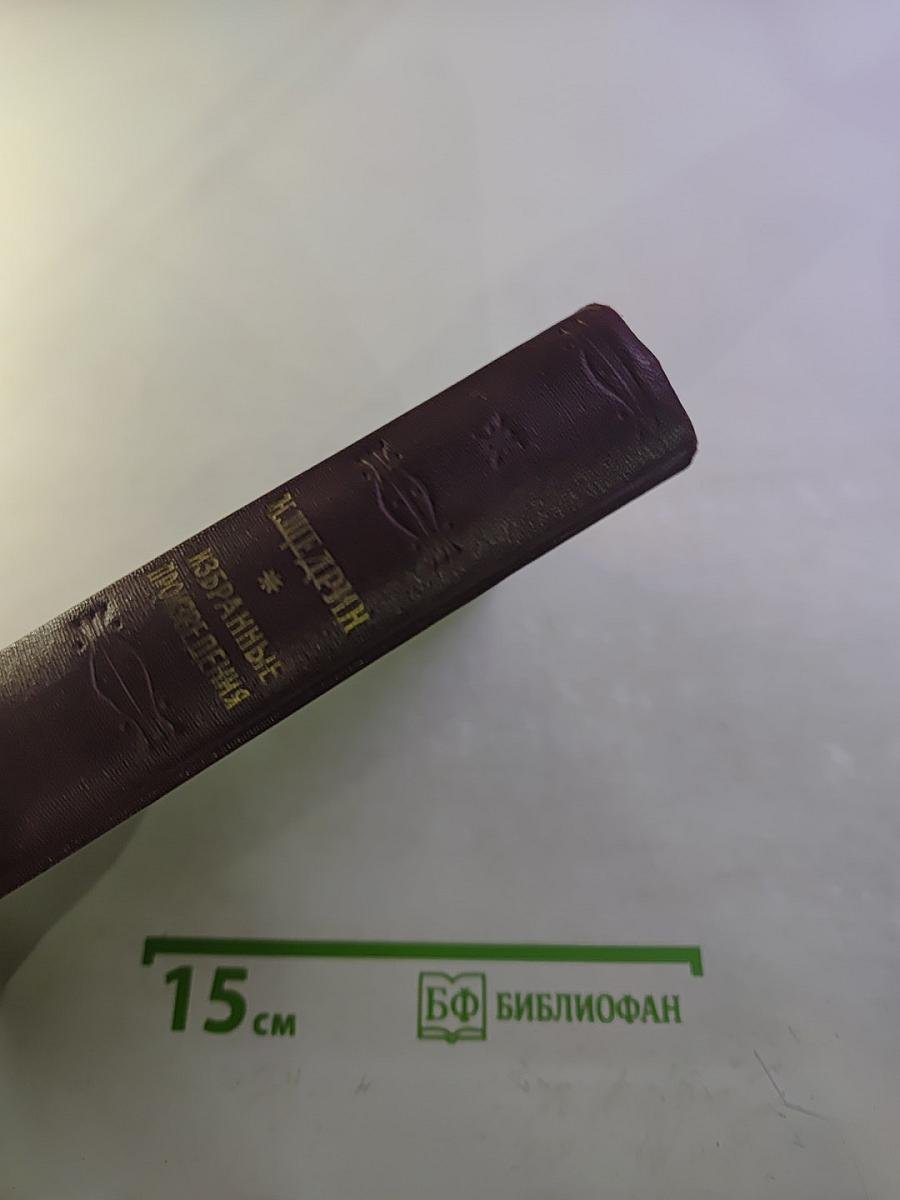 Н.ЩЕДРИН
*
ИЗБРАННЫЕ
ПРОИЗВЕДЕНИЯ
15 см
БФ БИБЛИОФАН